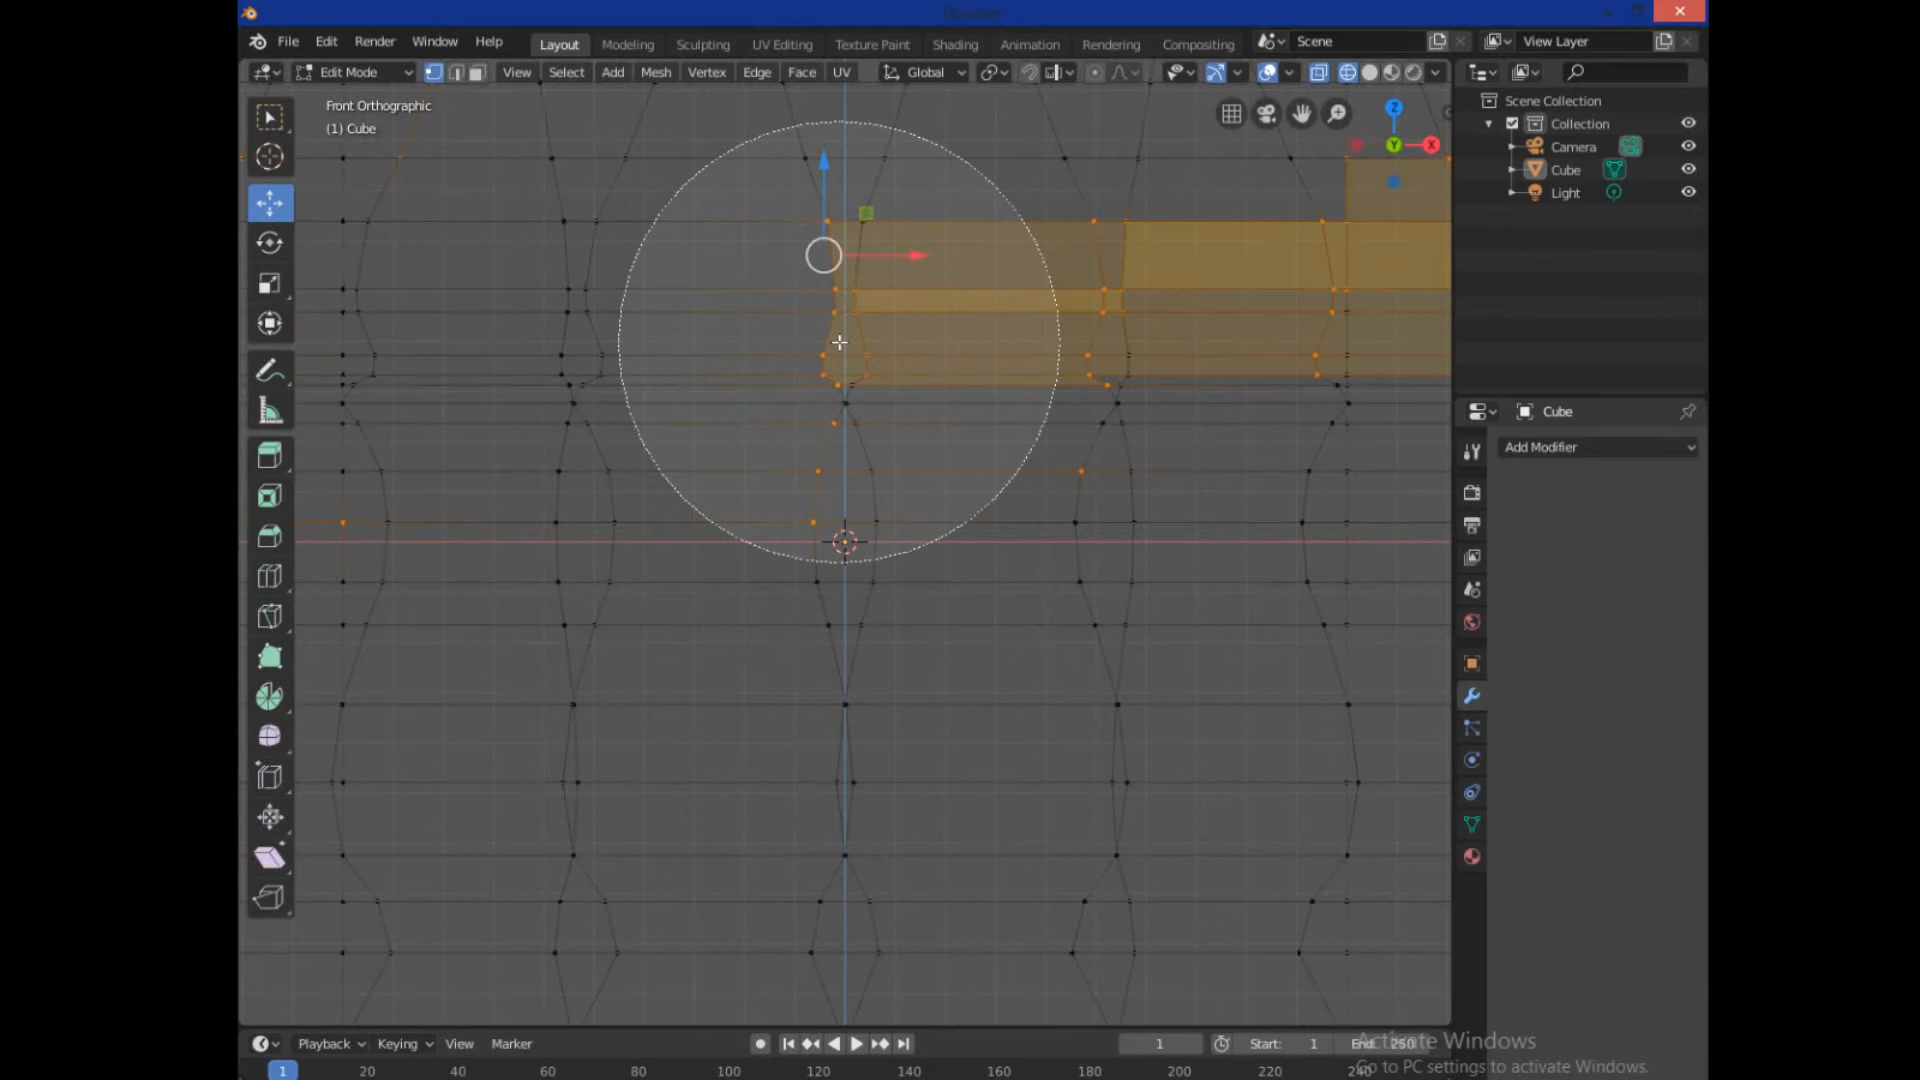 File Edit Render Window Help Layout Modeling Sculpting UV Editing Texture Paint Shading Animation Rendering Compositing Scene View Layer
Edit Mode View Select Add Mesh Vertex Edge Face UV Global
Front Orthographic
(1) Cube
Z
Y
X
Scene Collection
Collection
Camera
Cube
Light
Cube
Add Modifier
Playback Keying View Marker 1 Start: 1 End: 250
1 20 40 60 80 100 120 140 160 180 200 220 240
Activate Windows
Go to PC settings to activate Windows.